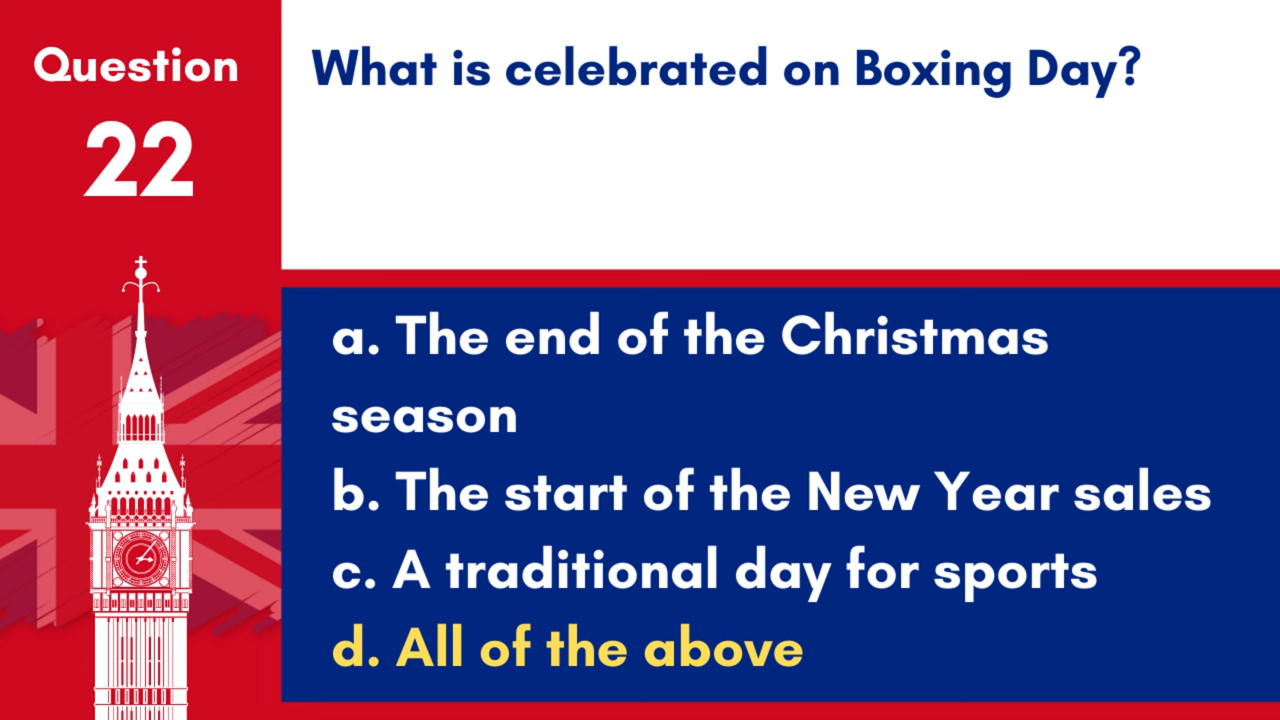 Question
22
What is celebrated on Boxing Day?
a. The end of the Christmas
season
b. The start of the New Year sales
c. A traditional day for sports
d. All of the above